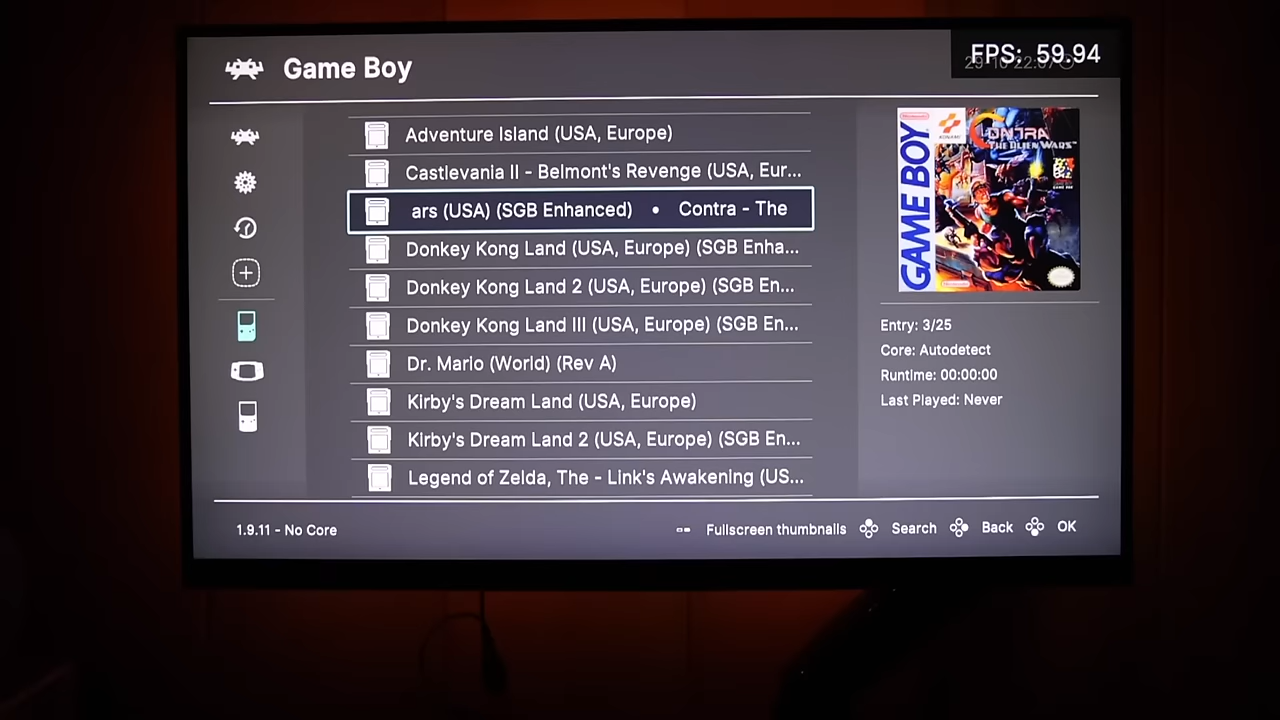 Game Boy
FPS: 59.94
Adventure Island (USA, Europe)
Castlevania II - Belmont's Revenge (USA, Eur...
ars (USA) (SGB Enhanced) • Contra - The
Donkey Kong Land (USA, Europe) (SGB Enha...
Donkey Kong Land 2 (USA, Europe) (SGB En...
Donkey Kong Land III (USA, Europe) (SGB En...
Dr. Mario (World) (Rev A)
Kirby's Dream Land (USA, Europe)
Kirby's Dream Land 2 (USA, Europe) (SGB En...
Legend of Zelda, The - Link's Awakening (US...
GAME BOY
Nintendo
KONAMI
CONTRA
THE ALIEN WARS
Entry: 3/25
Core: Autodetect
Runtime: 00:00:00
Last Played: Never
1.9.11 - No Core
Fullscreen thumbnails Search Back OK